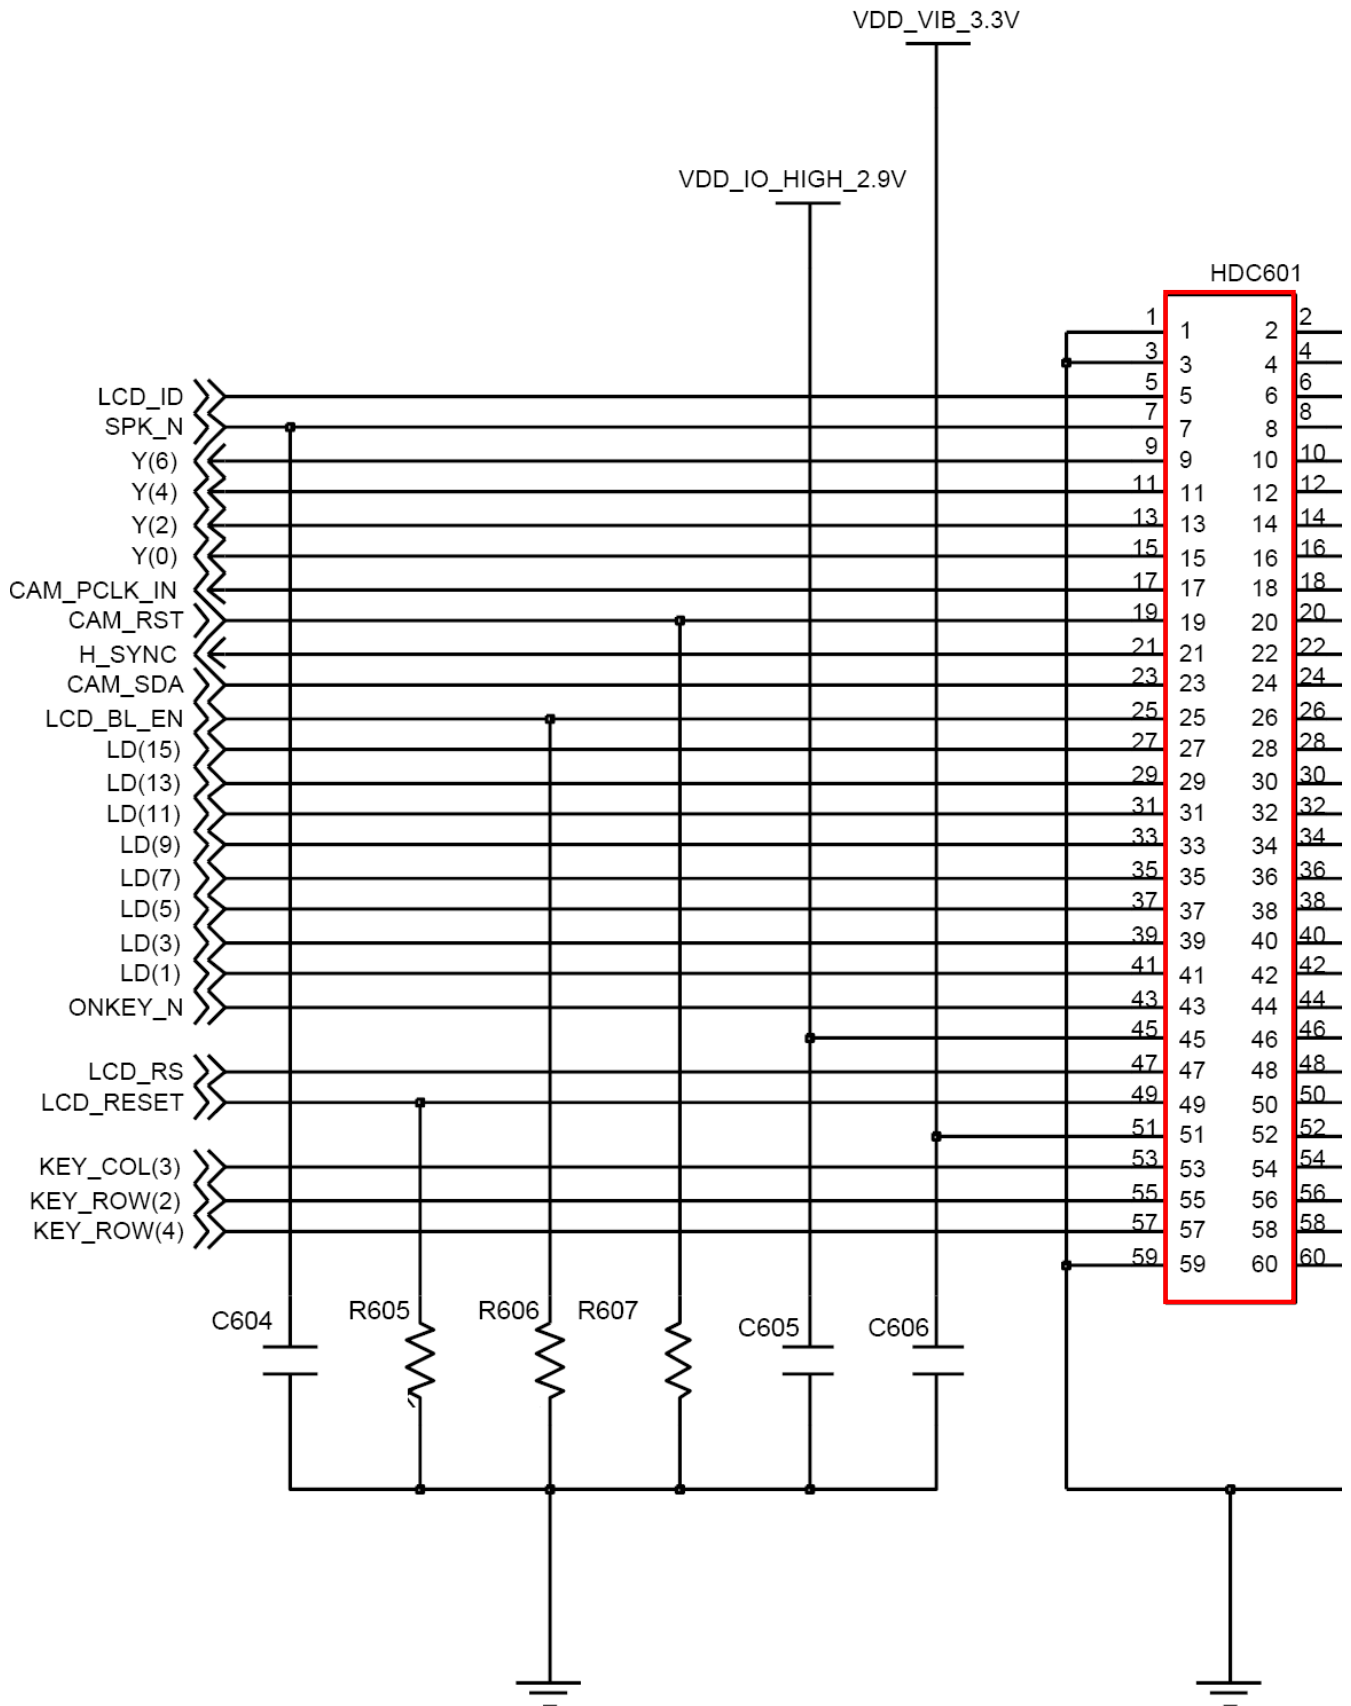 VDD_VIB_3.3V
VDD_IO_HIGH_2.9V
HDC601
1 1 2 2
3 3 4 4
LCD_ID 5 5 6 6
SPK_N 7 7 8 8
Y(6) 9 9 10 10
Y(4) 11 11 12 12
Y(2) 13 13 14 14
Y(0) 15 15 16 16
CAM_PCLK_IN 17 17 18 18
CAM_RST 19 19 20 20
H_SYNC 21 21 22 22
CAM_SDA 23 23 24 24
LCD_BL_EN 25 25 26 26
LD(15) 27 27 28 28
LD(13) 29 29 30 30
LD(11) 31 31 32 32
LD(9) 33 33 34 34
LD(7) 35 35 36 36
LD(5) 37 37 38 38
LD(3) 39 39 40 40
LD(1) 41 41 42 42
ONKEY_N 43 43 44 44
45 45 46 46
LCD_RS 47 47 48 48
LCD_RESET 49 49 50 50
51 51 52 52
KEY_COL(3) 53 53 54 54
KEY_ROW(2) 55 55 56 56
KEY_ROW(4) 57 57 58 58
59 59 60 60
C604 R605 R606 R607 C605 C606